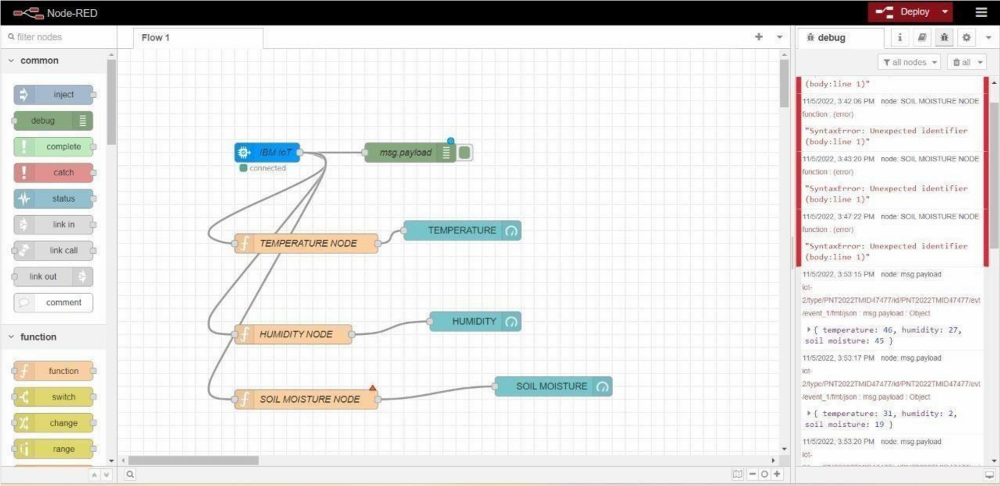 Node-RED
Deploy
filter nodes
Flow 1
debug
all nodes
all
common
inject
debug
complete
catch
status
link in
link call
link out
comment
function
function
switch
change
range
IBM IoT
connected
msg.payload
TEMPERATURE NODE
TEMPERATURE
HUMIDITY NODE
HUMIDITY
SOIL MOISTURE NODE
SOIL MOISTURE
(body:line 1)"
11/5/2022, 3:42:06 PM node: SOIL MOISTURE NODE
function : (error)
"SyntaxError: Unexpected identifier
(body:line 1)"
11/5/2022, 3:43:20 PM node: SOIL MOISTURE NODE
function : (error)
"SyntaxError: Unexpected identifier
(body:line 1)"
11/5/2022, 3:47:22 PM node: SOIL MOISTURE NODE
function : (error)
"SyntaxError: Unexpected identifier
(body:line 1)"
11/5/2022, 3:53:15 PM node: msg.payload
iot-
2/type/PNT2022TMID47477/id/PNT2022TMID47477/evt
/event_1/fmt/json : msg.payload : Object
{ temperature: 46, humidity: 27,
soil moisture: 45 }
11/5/2022, 3:53:17 PM node: msg.payload
iot-
2/type/PNT2022TMID47477/id/PNT2022TMID47477/evt
/event_1/fmt/json : msg.payload : Object
{ temperature: 31, humidity: 2,
soil moisture: 19 }
11/5/2022, 3:53:20 PM node: msg.payload
iot-